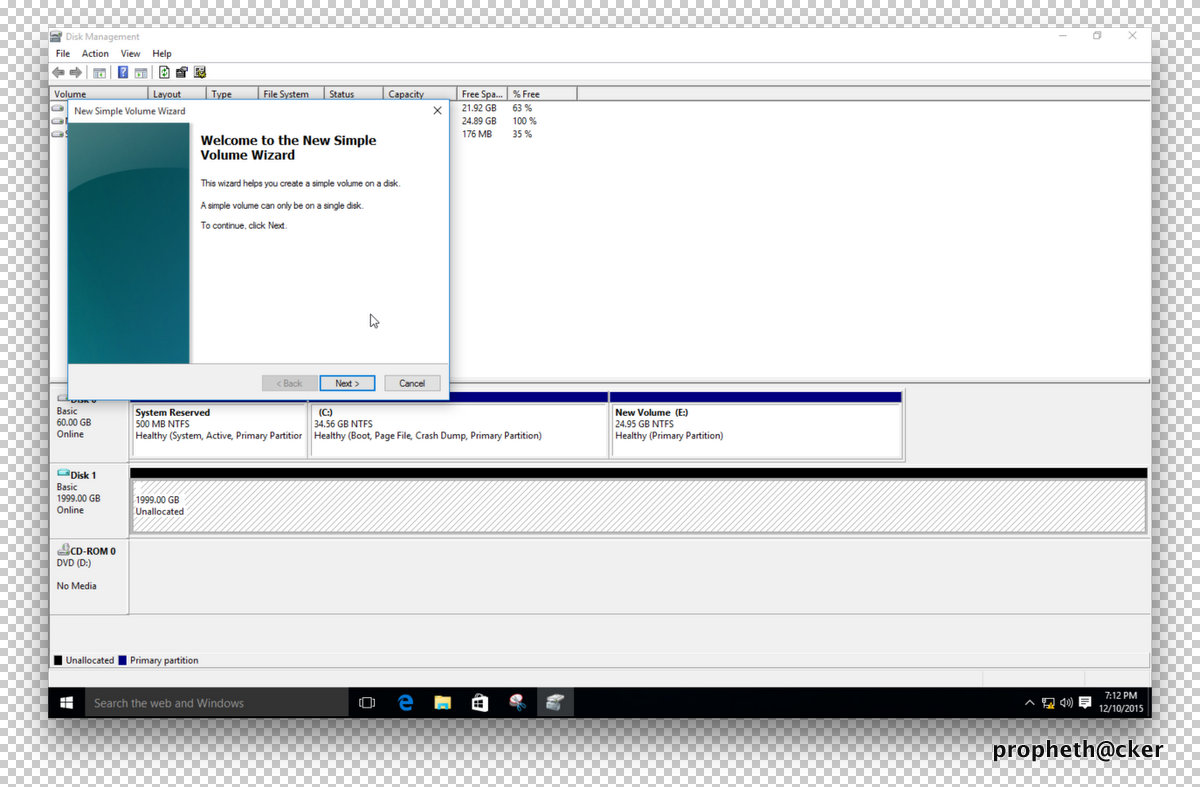 Disk Management
File Action View Help
Volume Layout Type File System Status Capacity Free Spa... % Free
21.92 GB 63 %
24.89 GB 100 %
176 MB 35 %
New Simple Volume Wizard
Welcome to the New Simple
Volume Wizard
This wizard helps you create a simple volume on a disk.
A simple volume can only be on a single disk.
To continue, click Next.
< Back Next > Cancel
Disk 0
Basic
60.00 GB
Online
System Reserved
500 MB NTFS
Healthy (System, Active, Primary Partition
(C:)
34.56 GB NTFS
Healthy (Boot, Page File, Crash Dump, Primary Partition)
New Volume (E:)
24.95 GB NTFS
Healthy (Primary Partition)
Disk 1
Basic
1999.00 GB
Online
1999.00 GB
Unallocated
CD-ROM 0
DVD (D:)
No Media
Unallocated Primary partition
Search the web and Windows
7:12 PM
12/10/2015
propheth@cker